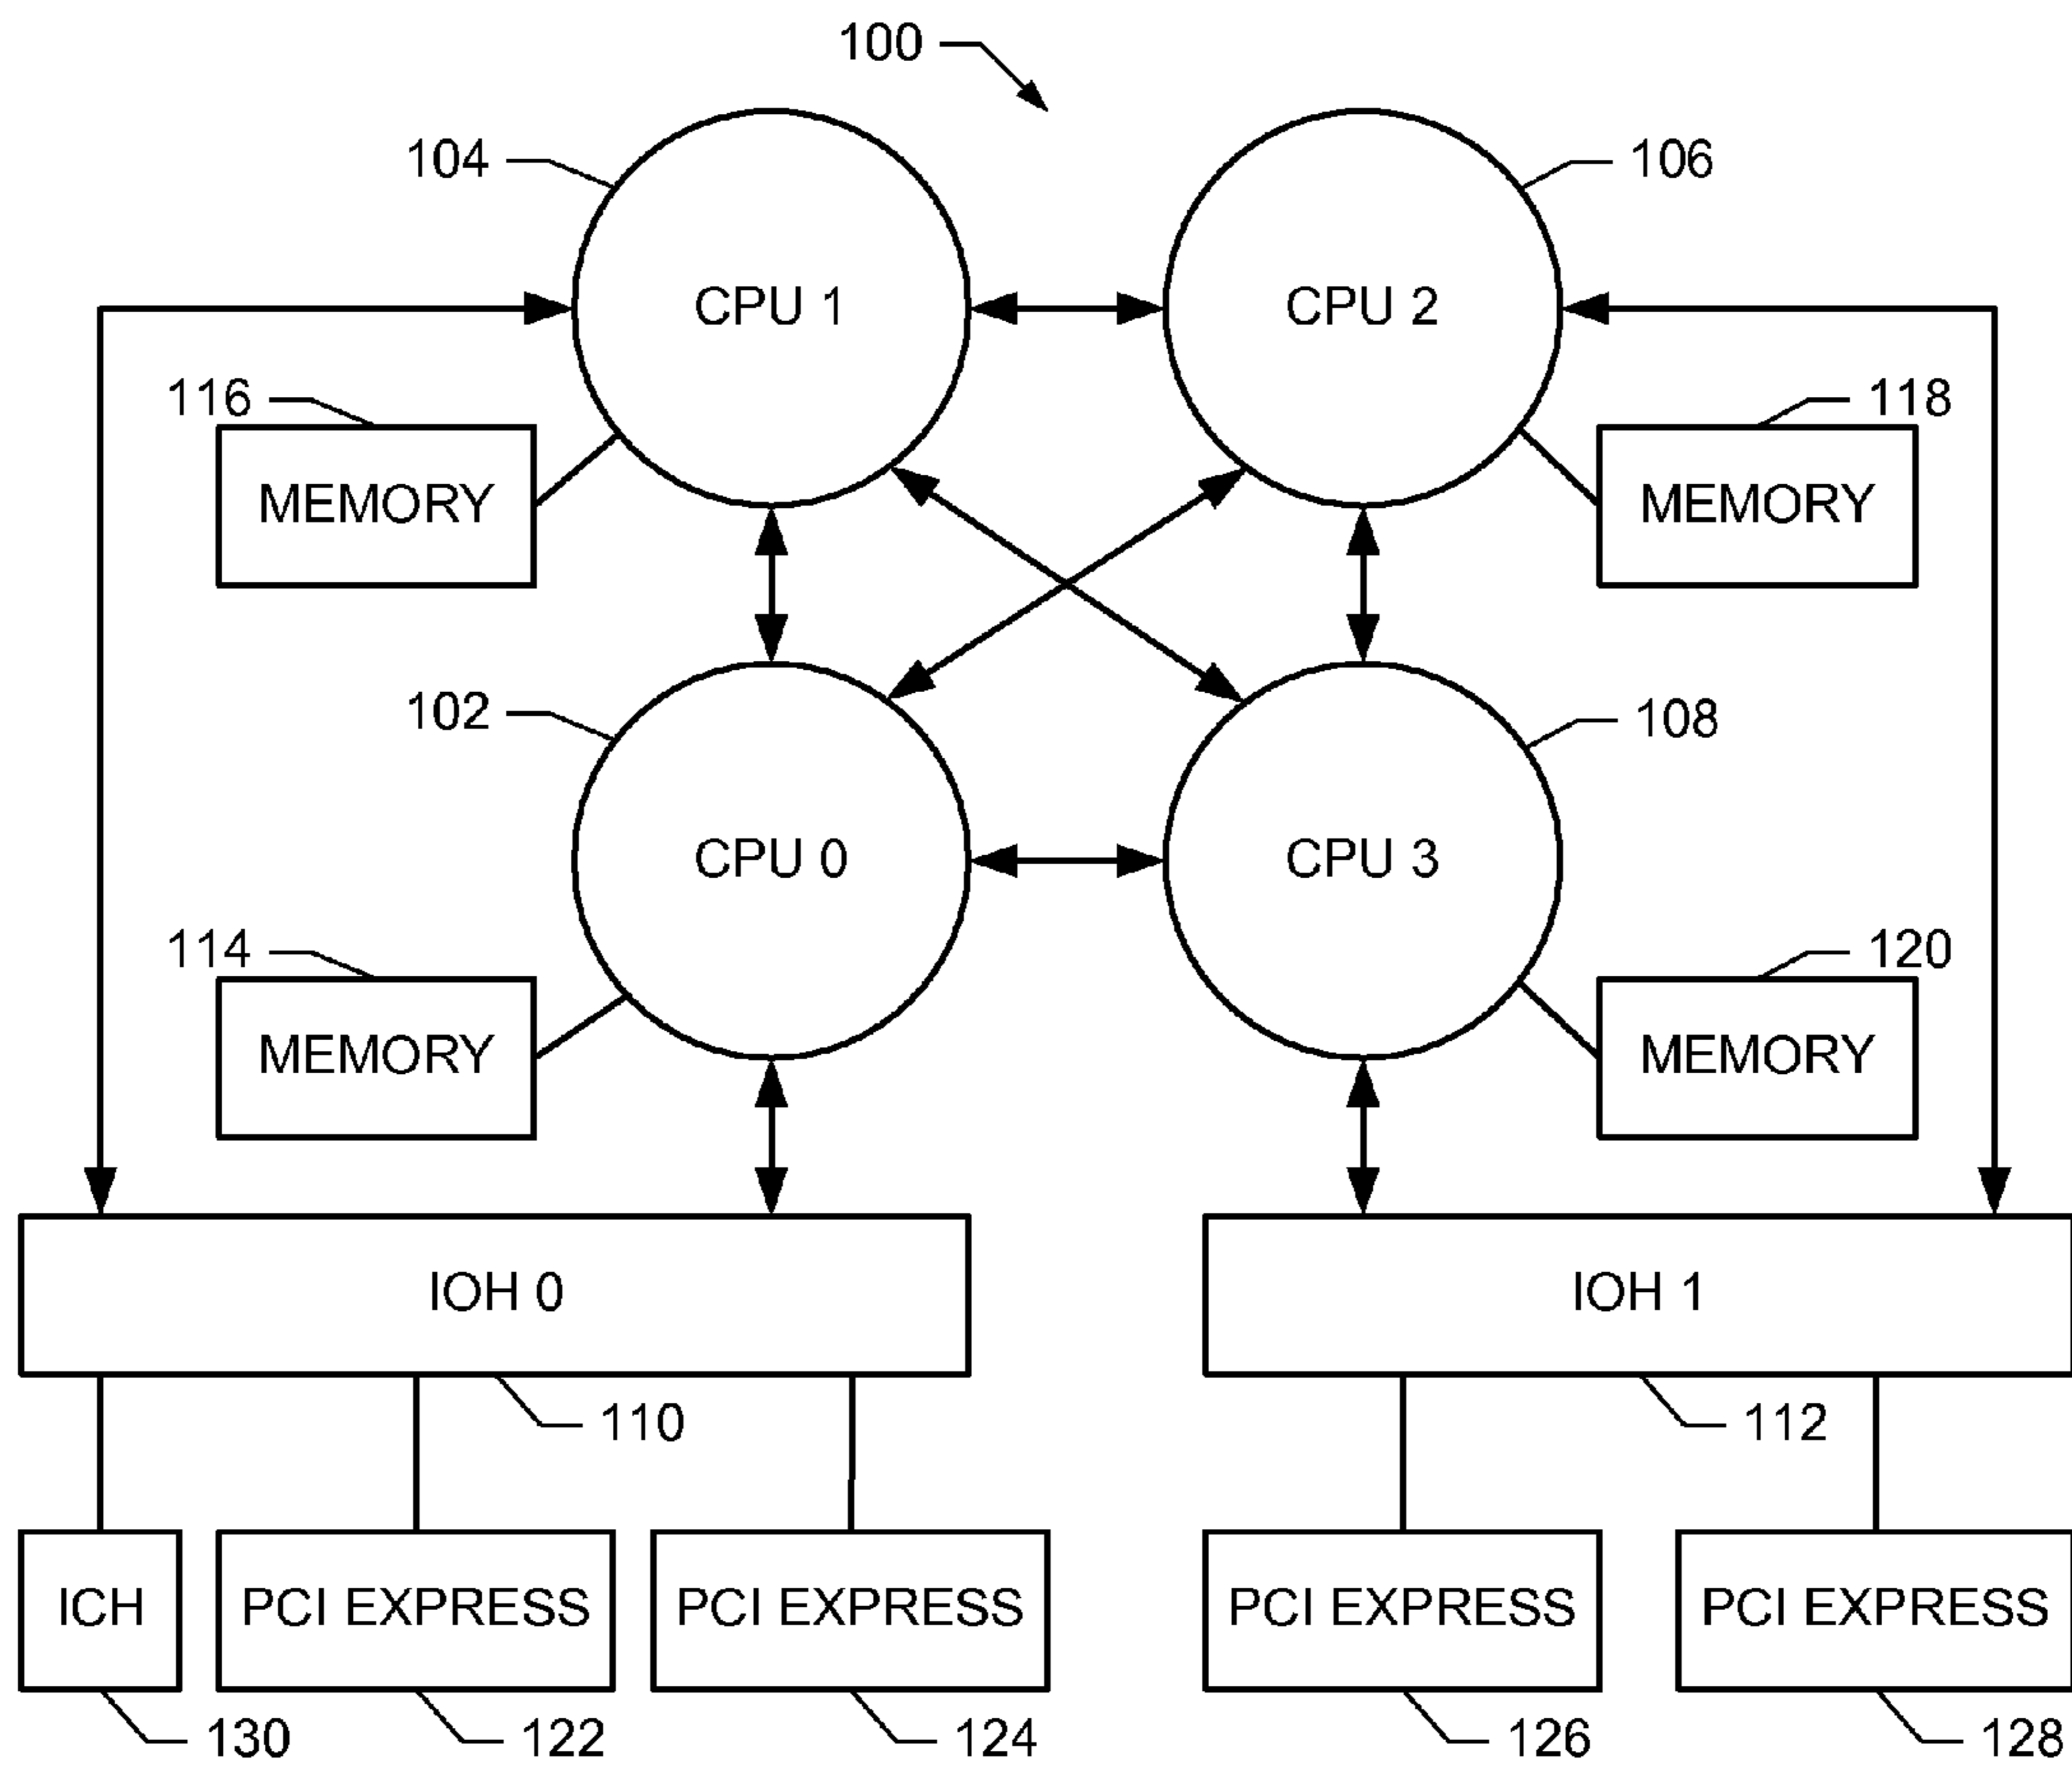 100
104
106
CPU 1
CPU 2
116
118
MEMORY
MEMORY
102
108
CPU 0
CPU 3
114
120
MEMORY
MEMORY
IOH 0
IOH 1
110
112
ICH
PCI EXPRESS
PCI EXPRESS
PCI EXPRESS
PCI EXPRESS
130
122
124
126
128